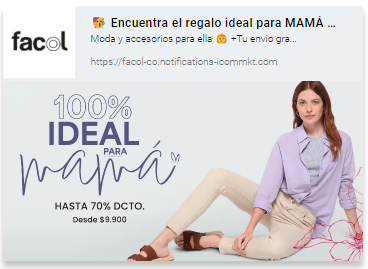 facol
🎁 Encuentra el regalo ideal para MAMÁ ...
Moda y accesorios para ella 👩 +Tu envío gra...
https://facol-co.notifications-icommkt.com
100%
IDEAL
PARA
mamá
HASTA 70% DCTO.
Desde $9.900